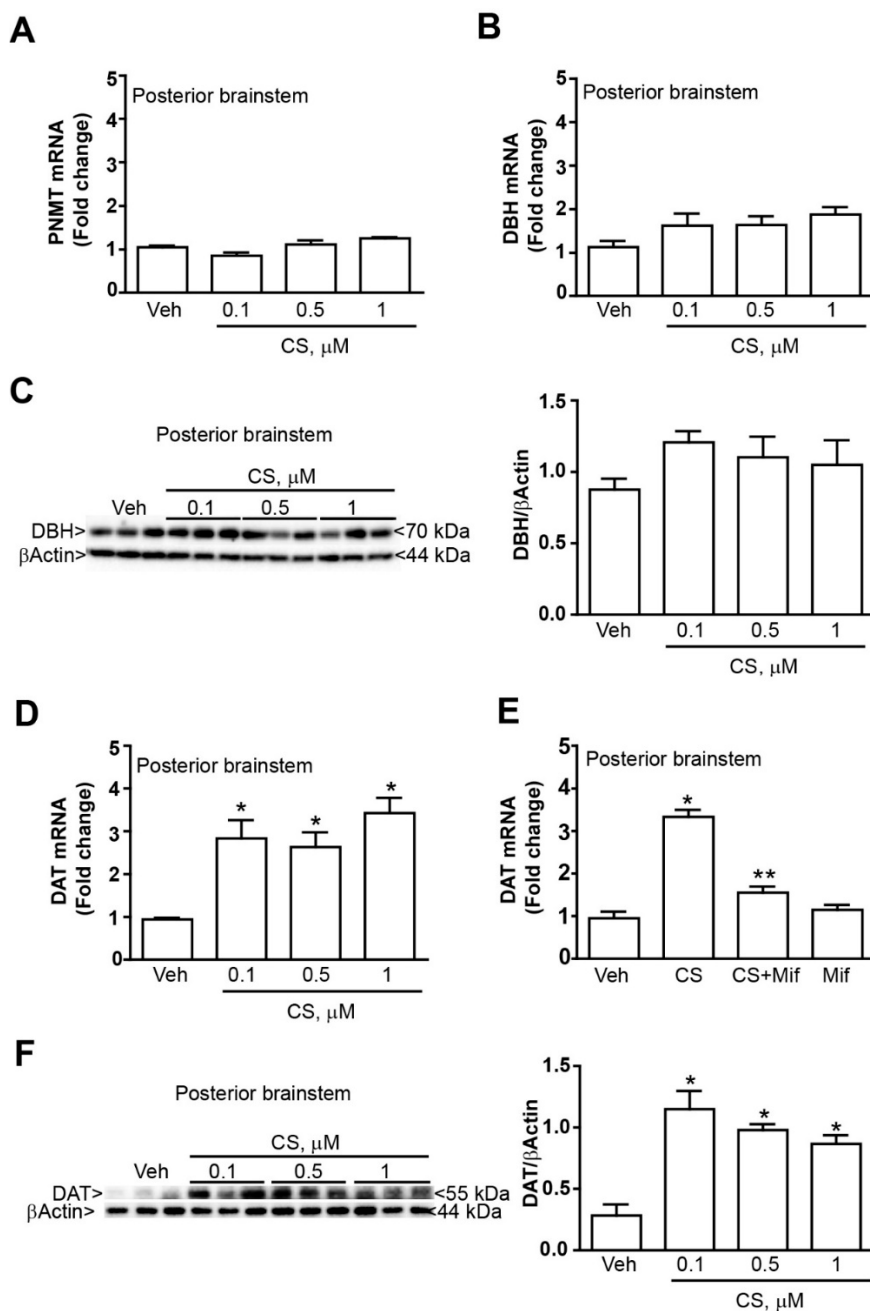 A
Posterior brainstem
PNMT mRNA
(Fold change)
5
4
3
2
1
0
Veh
0.1
0.5
1
CS, μM
B
Posterior brainstem
DBH mRNA
(Fold change)
5
4
3
2
1
0
Veh
0.1
0.5
1
CS, μM
C
Posterior brainstem
CS, μM
Veh
0.1
0.5
1
DBH>
<70 kDa
βActin>
<44 kDa
DBH/βActin
1.5
1.0
0.5
0.0
Veh
0.1
0.5
1
CS, μM
D
Posterior brainstem
DAT mRNA
(Fold change)
5
4
3
2
1
0
*
*
*
Veh
0.1
0.5
1
CS, μM
E
Posterior brainstem
DAT mRNA
(Fold change)
5
4
3
2
1
0
*
**
Veh
CS
CS+Mif
Mif
F
Posterior brainstem
CS, μM
Veh
0.1
0.5
1
DAT>
<55 kDa
βActin>
<44 kDa
DAT/βActin
1.5
1.0
0.5
0.0
*
*
*
Veh
0.1
0.5
1
CS, μM